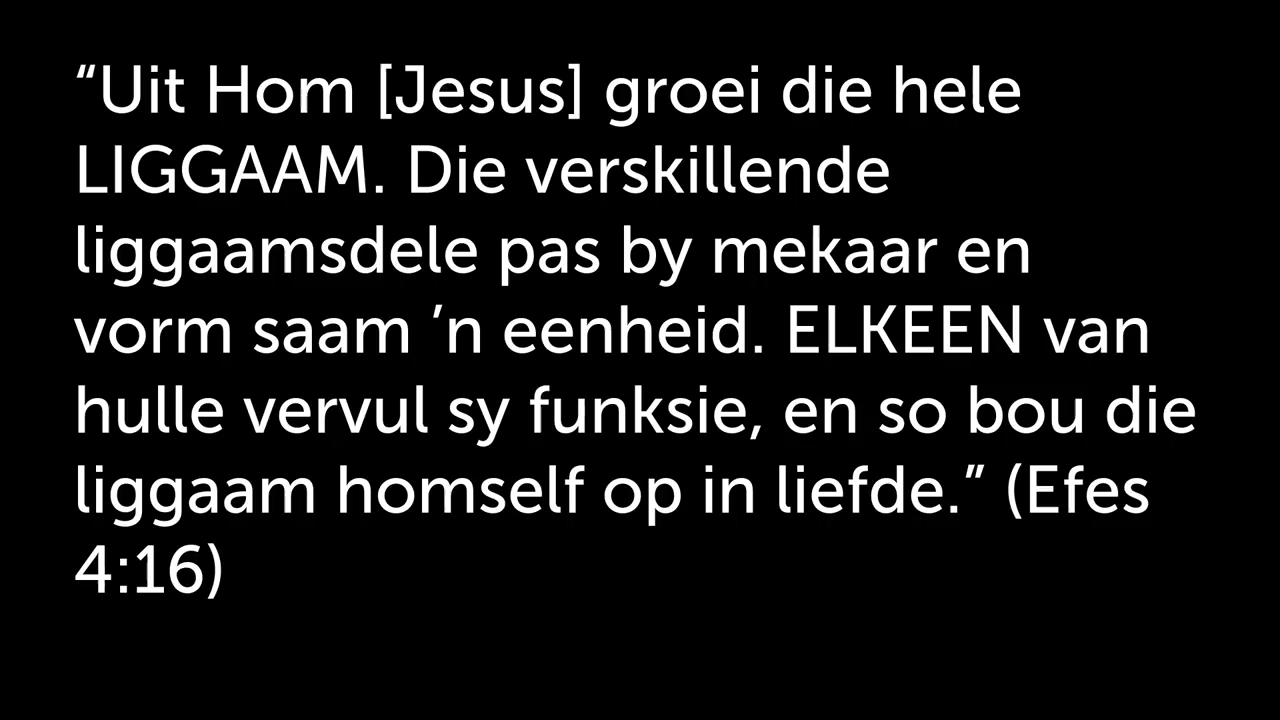 “Uit Hom [Jesus] groei die hele
LIGGAAM. Die verskillende
liggaamsdele pas by mekaar en
vorm saam ’n eenheid. ELKEEN van
hulle vervul sy funksie, en so bou die
liggaam homself op in liefde.” (Efes
4:16)